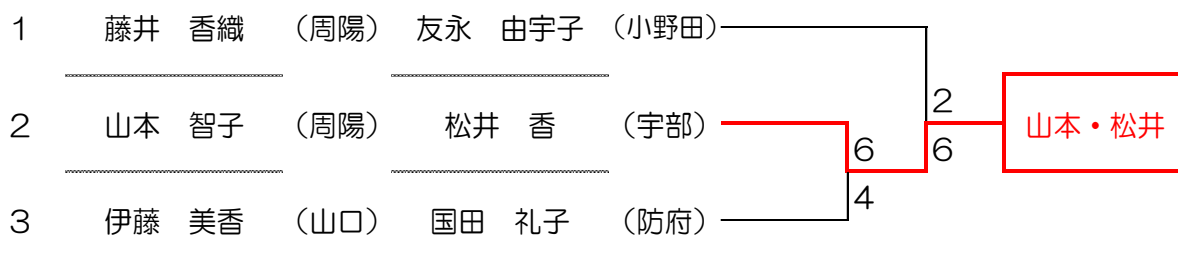 1 藤井 香織 （周陽） 友永 由宇子 （小野田）
2
2 山本 智子 （周陽） 松井 香 （宇部） 山本・松井
6 6
4
3 伊藤 美香 （山口） 国田 礼子 （防府）